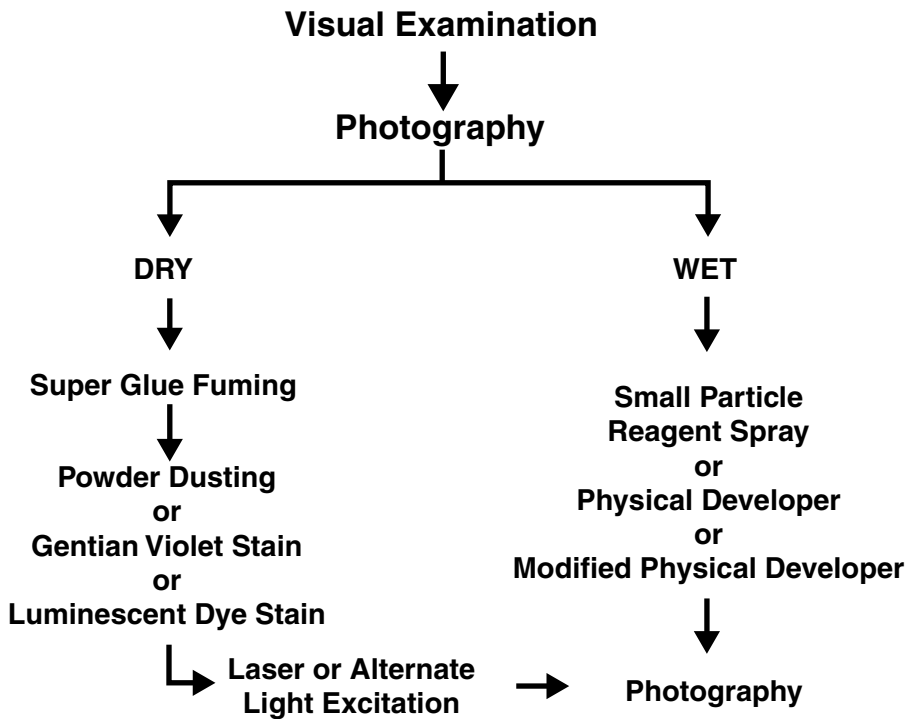 Visual Examination
Photography
DRY
WET
Super Glue Fuming
Powder Dusting
or
Gentian Violet Stain
or
Luminescent Dye Stain
Small Particle
Reagent Spray
or
Physical Developer
or
Modified Physical Developer
Laser or Alternate
Light Excitation
Photography